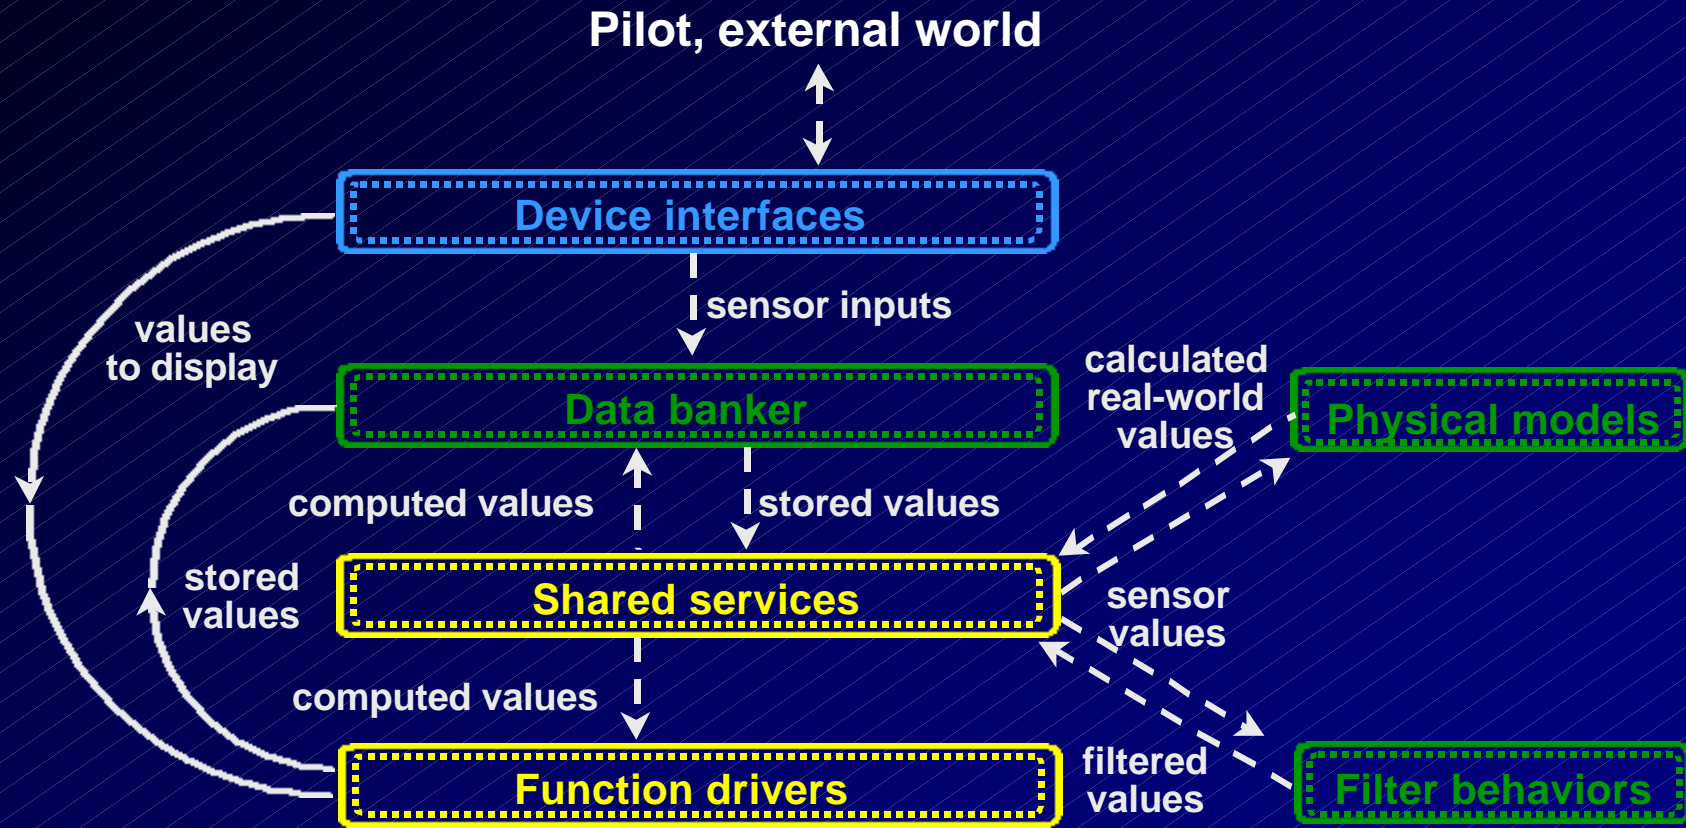 Pilot, external world
Device interfaces
sensor inputs
values
to display
Data banker
calculated
real-world
values
Physical models
computed values
stored values
stored
values
Shared services
sensor
values
computed values
Function drivers
filtered
values
Filter behaviors